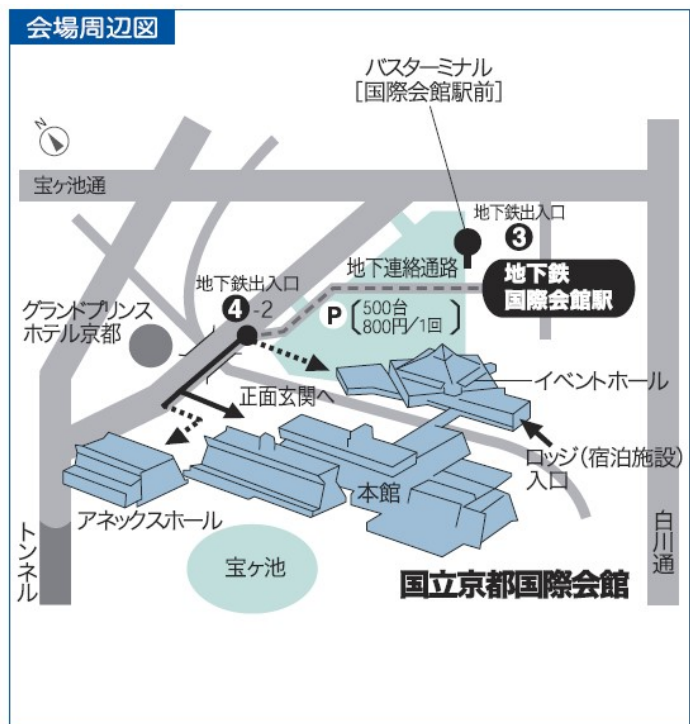 会場周辺図
バスターミナル
[国際会館駅前]
N
宝ヶ池通
地下鉄出入口
❸
地下連絡通路
地下鉄
国際会館駅
地下鉄出入口
❹-2
グランドプリンス
ホテル京都
P
500台
800円/1回
正面玄関へ
イベントホール
ロッジ(宿泊施設)
入口
本館
アネックスホール
トンネル
宝ヶ池
白川通
国立京都国際会館